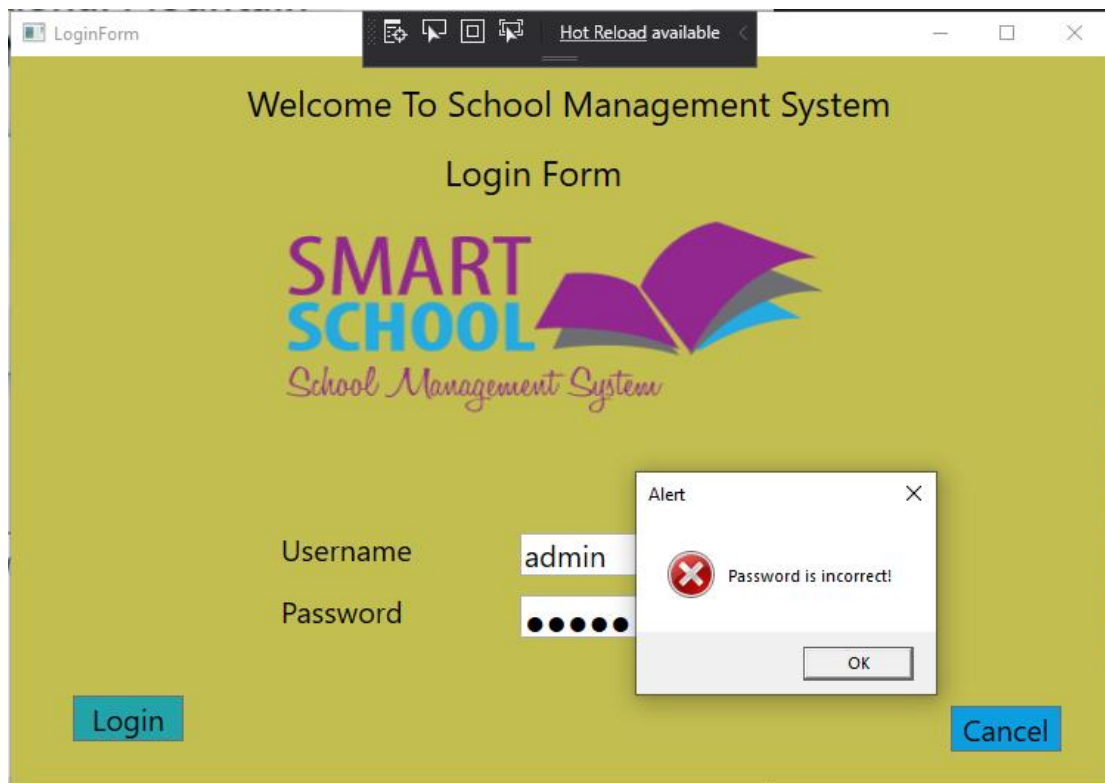 LoginForm
Hot Reload available
Welcome To School Management System
Login Form
SMART
SCHOOL
School Management System
Alert
Username
admin
Password is incorrect!
Password
OK
Login
Cancel